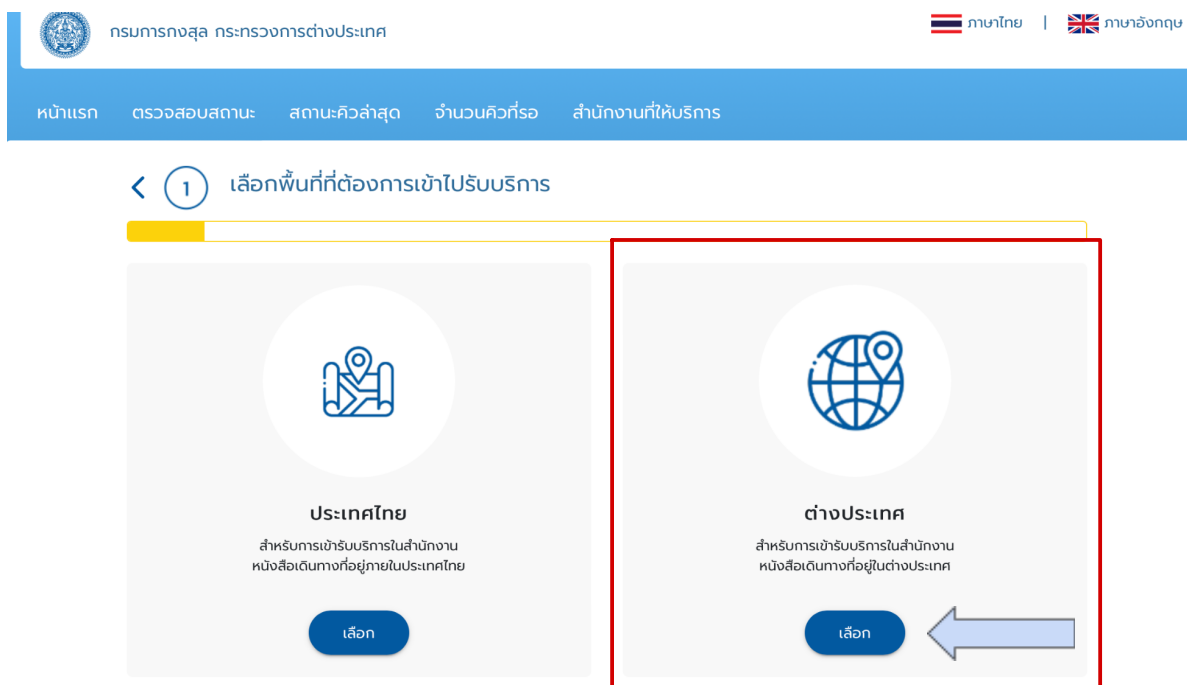 กรมการกงสุล กระทรวงการต่างประเทศ
ภาษาไทย | ภาษาอังกฤษ
หน้าแรก ตรวจสอบสถานะ สถานะคิวล่าสุด จำนวนคิวที่รอ สำนักงานที่ให้บริการ
1 เลือกพื้นที่ที่ต้องการเข้าไปรับบริการ
ประเทศไทย
สำหรับการเข้ารับบริการในสำนักงาน
หนังสือเดินทางที่อยู่ภายในประเทศไทย
เลือก
ต่างประเทศ
สำหรับการเข้ารับบริการในสำนักงาน
หนังสือเดินทางที่อยู่ในต่างประเทศ
เลือก